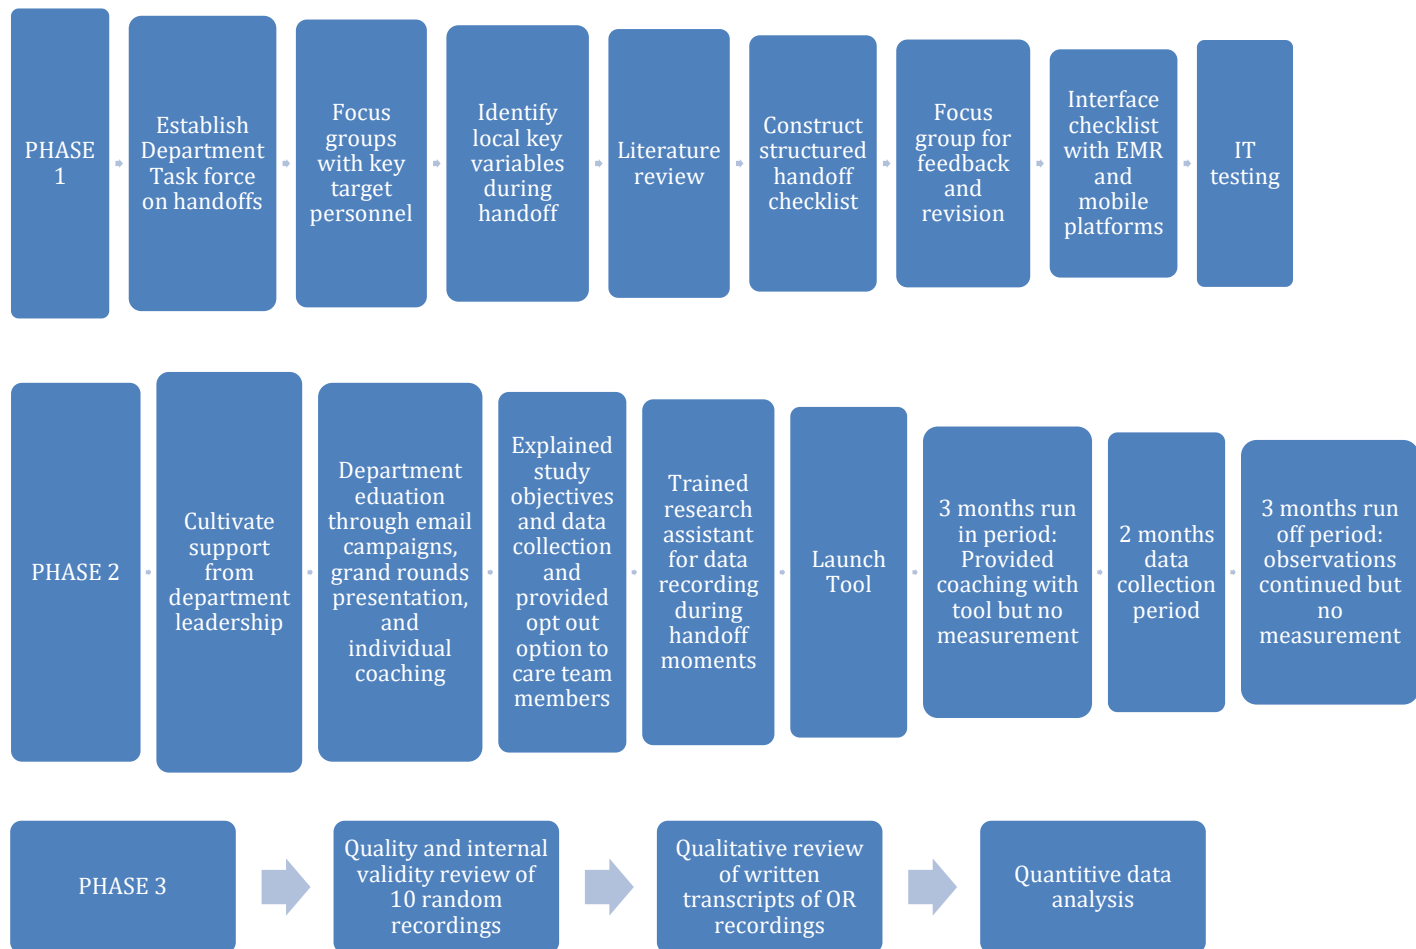 PHASE
1
Establish
Department
Task force
on handoffs
Focus
groups
with key
target
personnel
Identify
local key
variables
during
handoff
Literature
review
Construct
structured
handoff
checklist
Focus
group for
feedback
and
revision
Interface
checklist
with EMR
and
mobile
platforms
IT
testing
PHASE 2
Cultivate
support
from
department
leadership
Department
eduation
through email
campaigns,
grand rounds
presentation,
and
individual
coaching
Explained
study
objectives
and data
collection
and
provided
opt out
option to
care team
members
Trained
research
assistant
for data
recording
during
handoff
moments
Launch
Tool
3 months run
in period:
Provided
coaching with
tool but no
measurement
2 months
data
collection
period
3 months run
off period:
observations
continued but
no
measurement
PHASE 3
Quality and internal
validity review of
10 random
recordings
Qualitative review
of written
transcripts of OR
recordings
Quantitive data
analysis